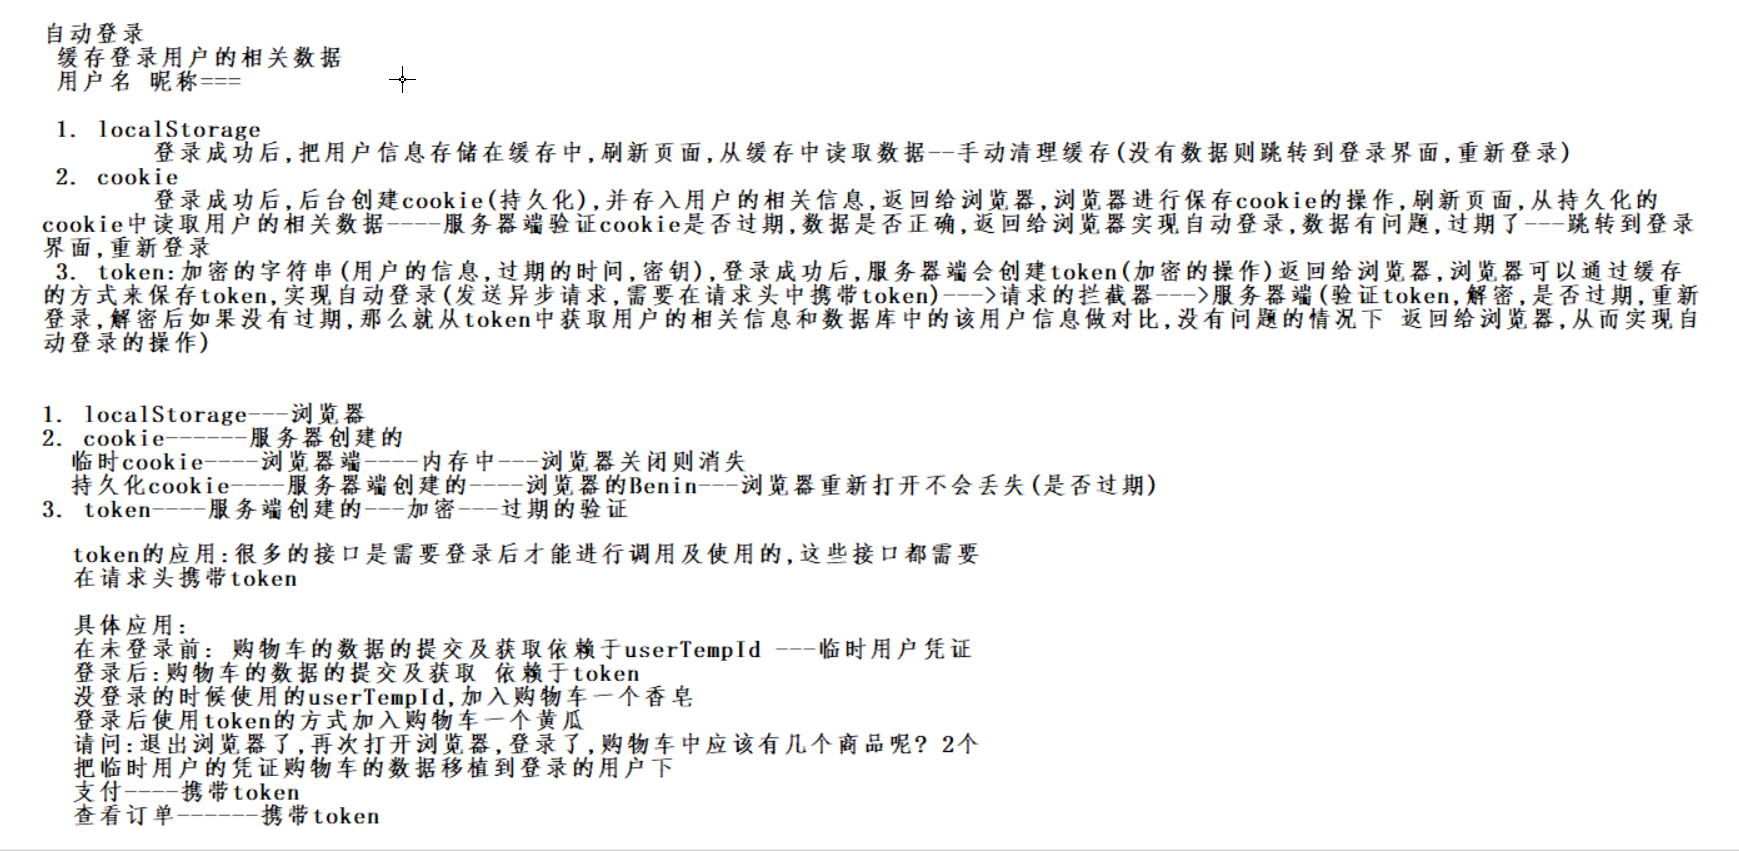 自动登录
缓存登录用户的相关数据
用户名 昵称===
1. localStorage
登录成功后,把用户信息存储在缓存中,刷新页面,从缓存中读取数据--手动清理缓存(没有数据则跳转到登录界面,重新登录)
2. cookie
登录成功后,后台创建cookie(持久化),并存入用户的相关信息,返回给浏览器,浏览器进行保存cookie的操作,刷新页面,从持久化的
cookie中读取用户的相关数据----服务器端验证cookie是否过期,数据是否正确,返回给浏览器实现自动登录,数据有问题,过期了---跳转到登录
界面,重新登录
3. token:加密的字符串(用户的信息,过期的时间,密钥),登录成功后,服务器端会创建token(加密的操作)返回给浏览器,浏览器可以通过缓存
的方式来保存token,实现自动登录(发送异步请求,需要在请求头中携带token)--->请求的拦截器--->服务器端(验证token,解密,是否过期,重新
登录,解密后如果没有过期,那么就从token中获取用户的相关信息和数据库中的该用户信息做对比,没有问题的情况下 返回给浏览器,从而实现自
动登录的操作)
1. localStorage---浏览器
2. cookie------服务器创建的
临时cookie----浏览器端----内存中---浏览器关闭则消失
持久化cookie----服务器端创建的----浏览器的Benin---浏览器重新打开不会丢失(是否过期)
3. token----服务端创建的---加密---过期的验证
token的应用:很多的接口是需要登录后才能进行调用及使用的,这些接口都需要
在请求头携带token
具体应用:
在未登录前: 购物车的数据的提交及获取依赖于userTempId ---临时用户凭证
登录后:购物车的数据的提交及获取 依赖于token
没登录的时候使用的userTempId,加入购物车一个香皂
登录后使用token的方式加入购物车一个黄瓜
请问:退出浏览器了,再次打开浏览器,登录了,购物车中应该有几个商品呢? 2个
把临时用户的凭证购物车的数据移植到登录的用户下
支付----携带token
查看订单------携带token